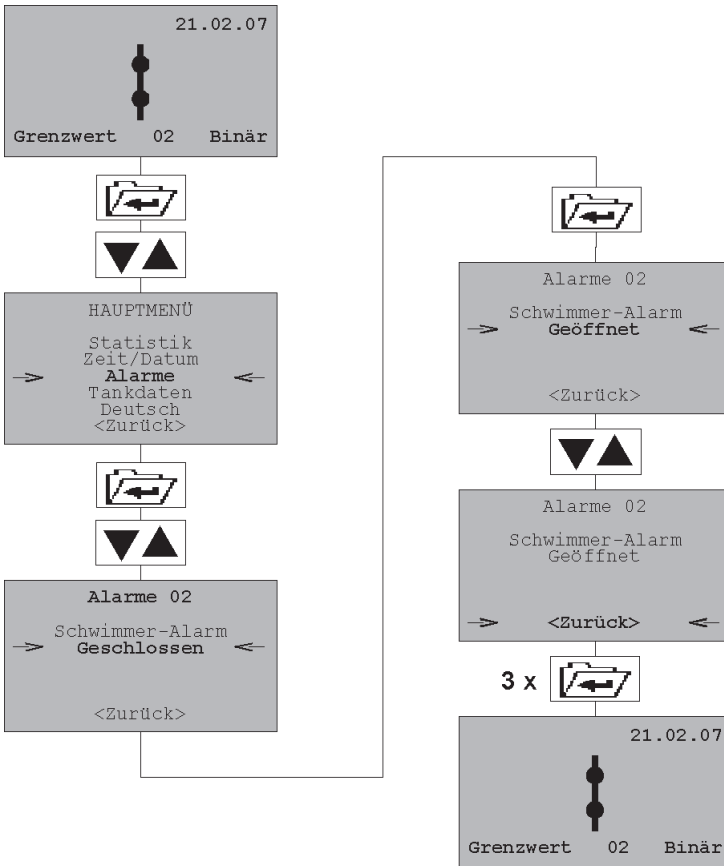 21.02.07
Grenzwert 02 Binär
HAUPTMENÜ
Statistik
Zeit/Datum
Alarme
Tankdaten
Deutsch
<Zurück>
Alarme 02
Schwimmer-Alarm
Geschlossen
<Zurück>
Alarme 02
Schwimmer-Alarm
Geöffnet
<Zurück>
Alarme 02
Schwimmer-Alarm
Geöffnet
<Zurück>
3 x
21.02.07
Grenzwert 02 Binär